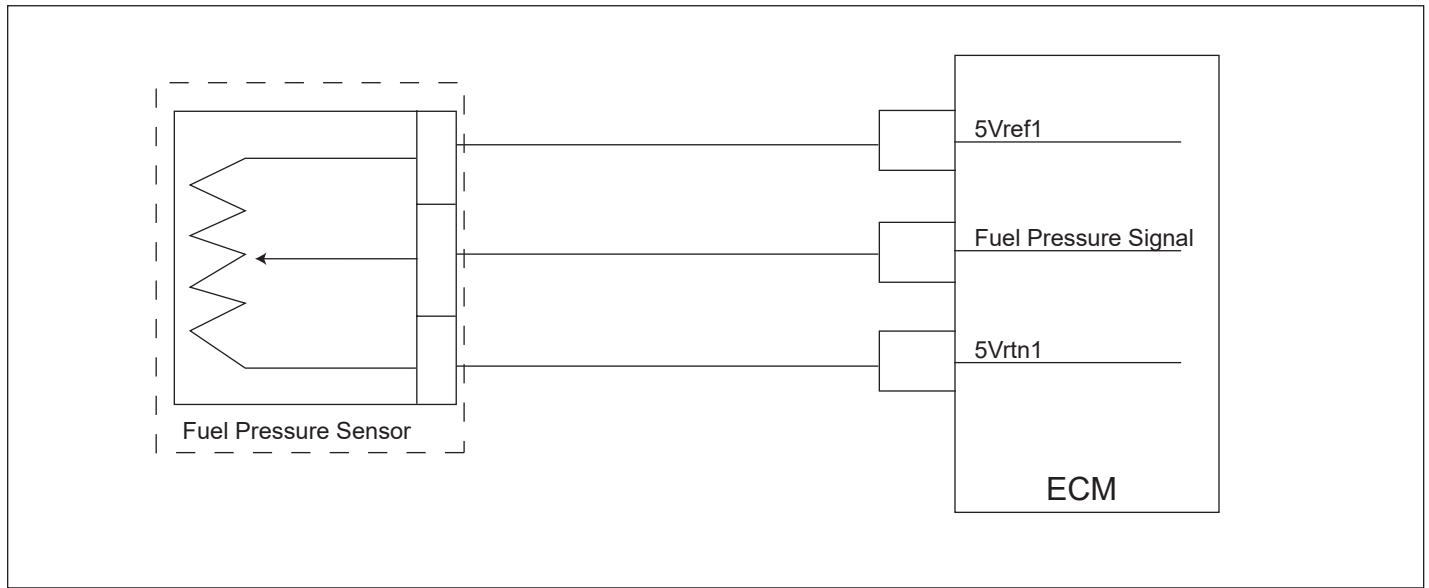 5Vref1
Fuel Pressure Signal
5Vrtn1
Fuel Pressure Sensor
ECM